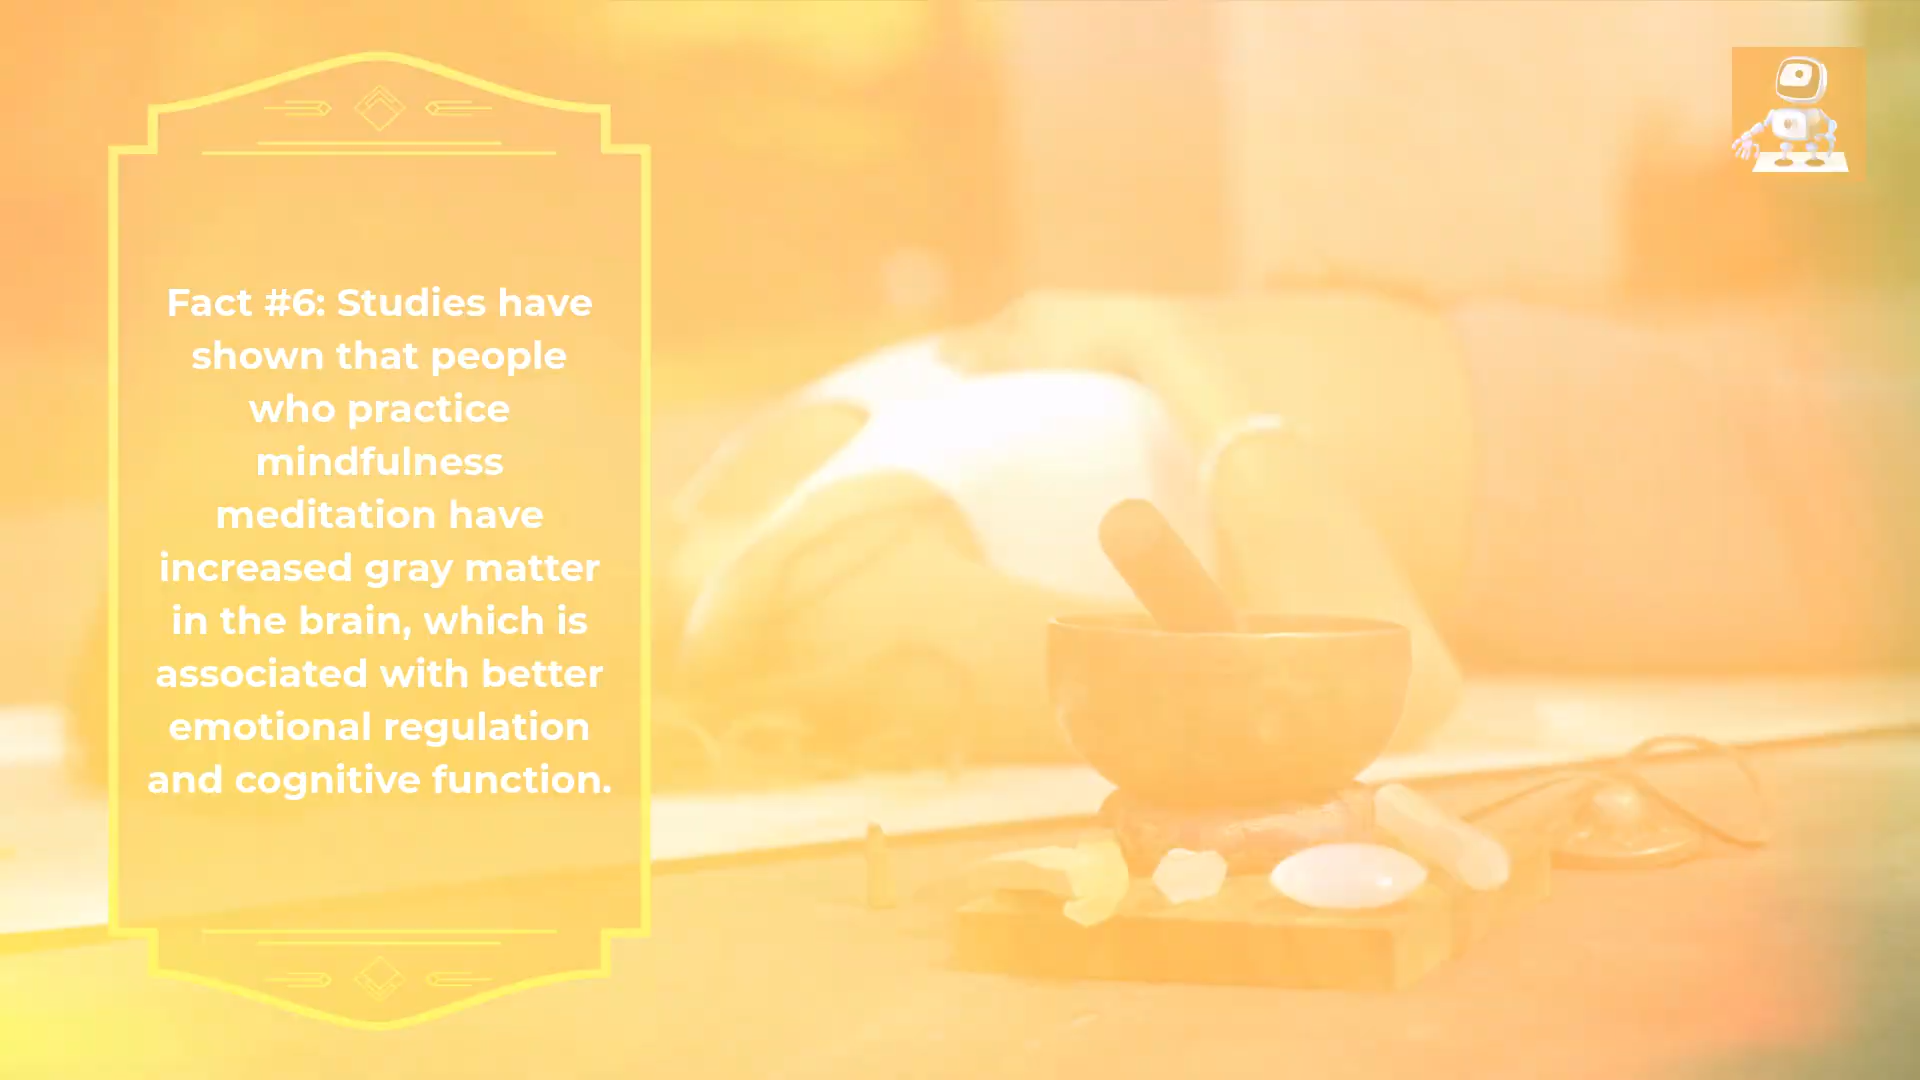 Fact #6: Studies have
shown that people
who practice
mindfulness
meditation have
increased gray matter
in the brain, which is
associated with better
emotional regulation
and cognitive function.